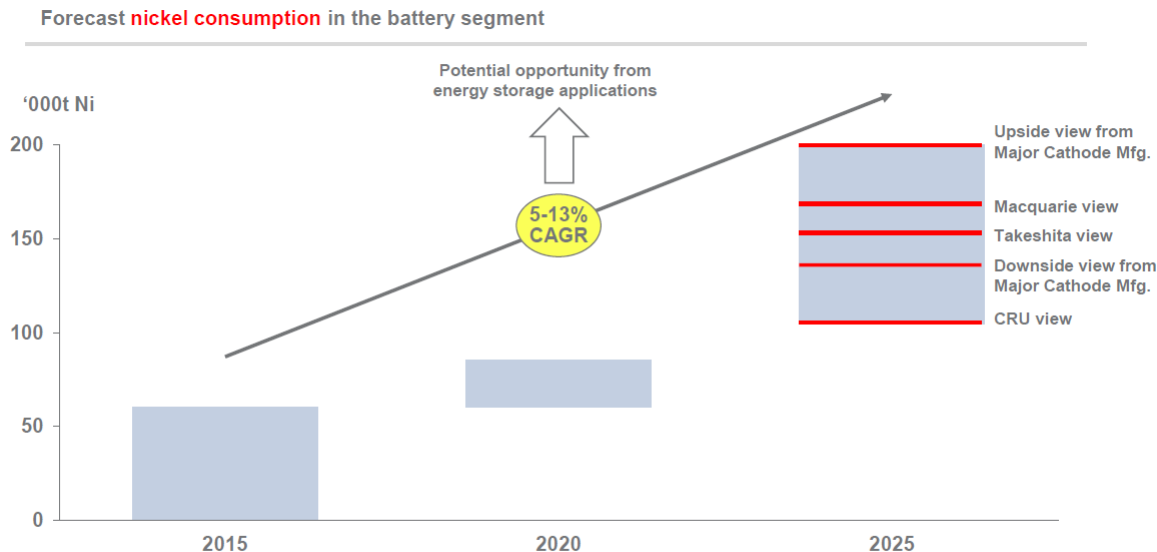 Forecast nickel consumption in the battery segment
Potential opportunity from
energy storage applications
‘000t Ni
200
150
100
50
0
5-13%
CAGR
Upside view from
Major Cathode Mfg.
Macquarie view
Takeshita view
Downside view from
Major Cathode Mfg.
CRU view
2015
2020
2025